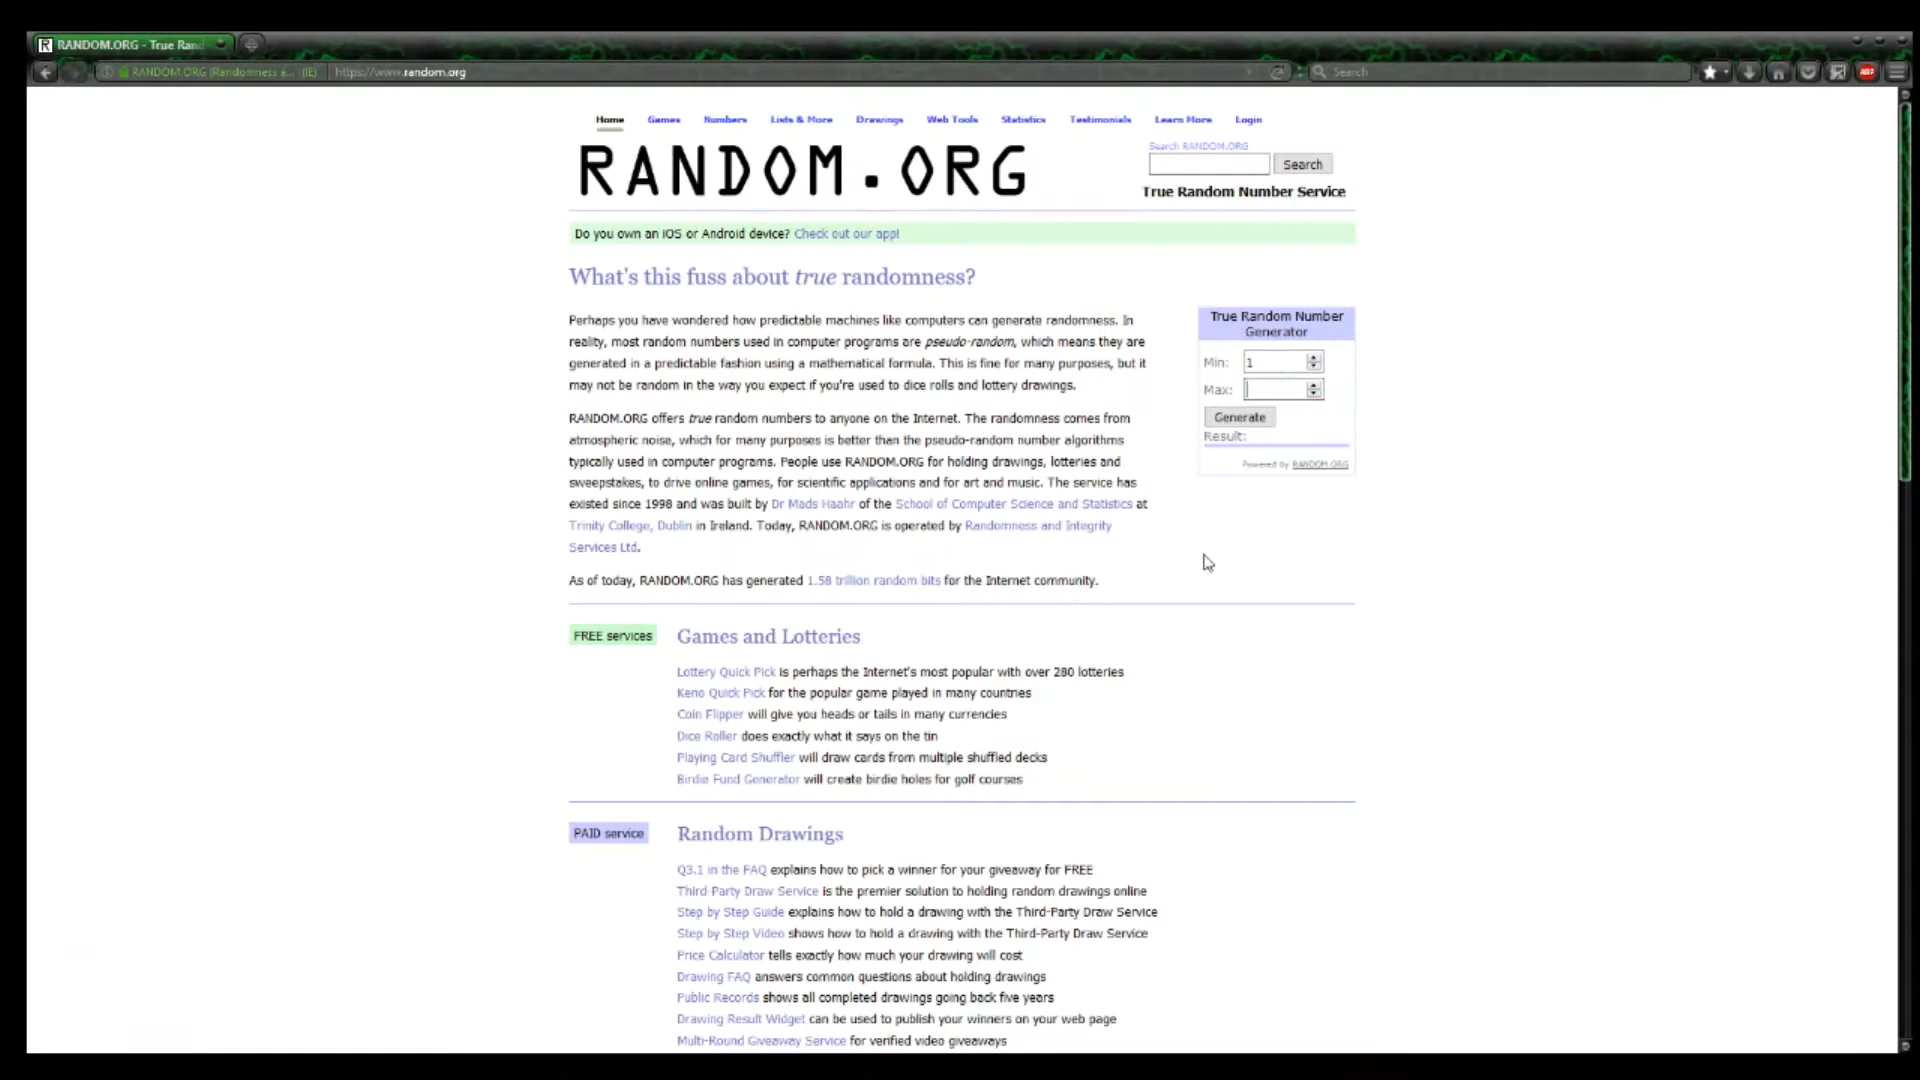 RANDOM.ORG - True Rand
RANDOM.ORG (Randomness a... (IE)
https://www.random.org
Search
ABP
Home Games Numbers Lists & More Drawings Web Tools Statistics Testimonials Learn More Login
RANDOM.ORG
Search RANDOM.ORG
Search
True Random Number Service
Do you own an iOS or Android device? Check out our app!
What's this fuss about true randomness?
Perhaps you have wondered how predictable machines like computers can generate randomness. In
reality, most random numbers used in computer programs are pseudo-random, which means they are
generated in a predictable fashion using a mathematical formula. This is fine for many purposes, but it
may not be random in the way you expect if you're used to dice rolls and lottery drawings.
RANDOM.ORG offers true random numbers to anyone on the Internet. The randomness comes from
atmospheric noise, which for many purposes is better than the pseudo-random number algorithms
typically used in computer programs. People use RANDOM.ORG for holding drawings, lotteries and
sweepstakes, to drive online games, for scientific applications and for art and music. The service has
existed since 1998 and was built by Dr Mads Haahr of the School of Computer Science and Statistics at
Trinity College, Dublin in Ireland. Today, RANDOM.ORG is operated by Randomness and Integrity
Services Ltd.
As of today, RANDOM.ORG has generated 1.58 trillion random bits for the Internet community.
True Random Number
Generator
Min: 1
Max:
Generate
Result:
Powered by RANDOM.ORG
FREE services
Games and Lotteries
Lottery Quick Pick is perhaps the Internet's most popular with over 280 lotteries
Keno Quick Pick for the popular game played in many countries
Coin Flipper will give you heads or tails in many currencies
Dice Roller does exactly what it says on the tin
Playing Card Shuffler will draw cards from multiple shuffled decks
Birdie Fund Generator will create birdie holes for golf courses
PAID service
Random Drawings
Q3.1 in the FAQ explains how to pick a winner for your giveaway for FREE
Third-Party Draw Service is the premier solution to holding random drawings online
Step by Step Guide explains how to hold a drawing with the Third-Party Draw Service
Step by Step Video shows how to hold a drawing with the Third-Party Draw Service
Price Calculator tells exactly how much your drawing will cost
Drawing FAQ answers common questions about holding drawings
Public Records shows all completed drawings going back five years
Drawing Result Widget can be used to publish your winners on your web page
Multi-Round Giveaway Service for verified video giveaways